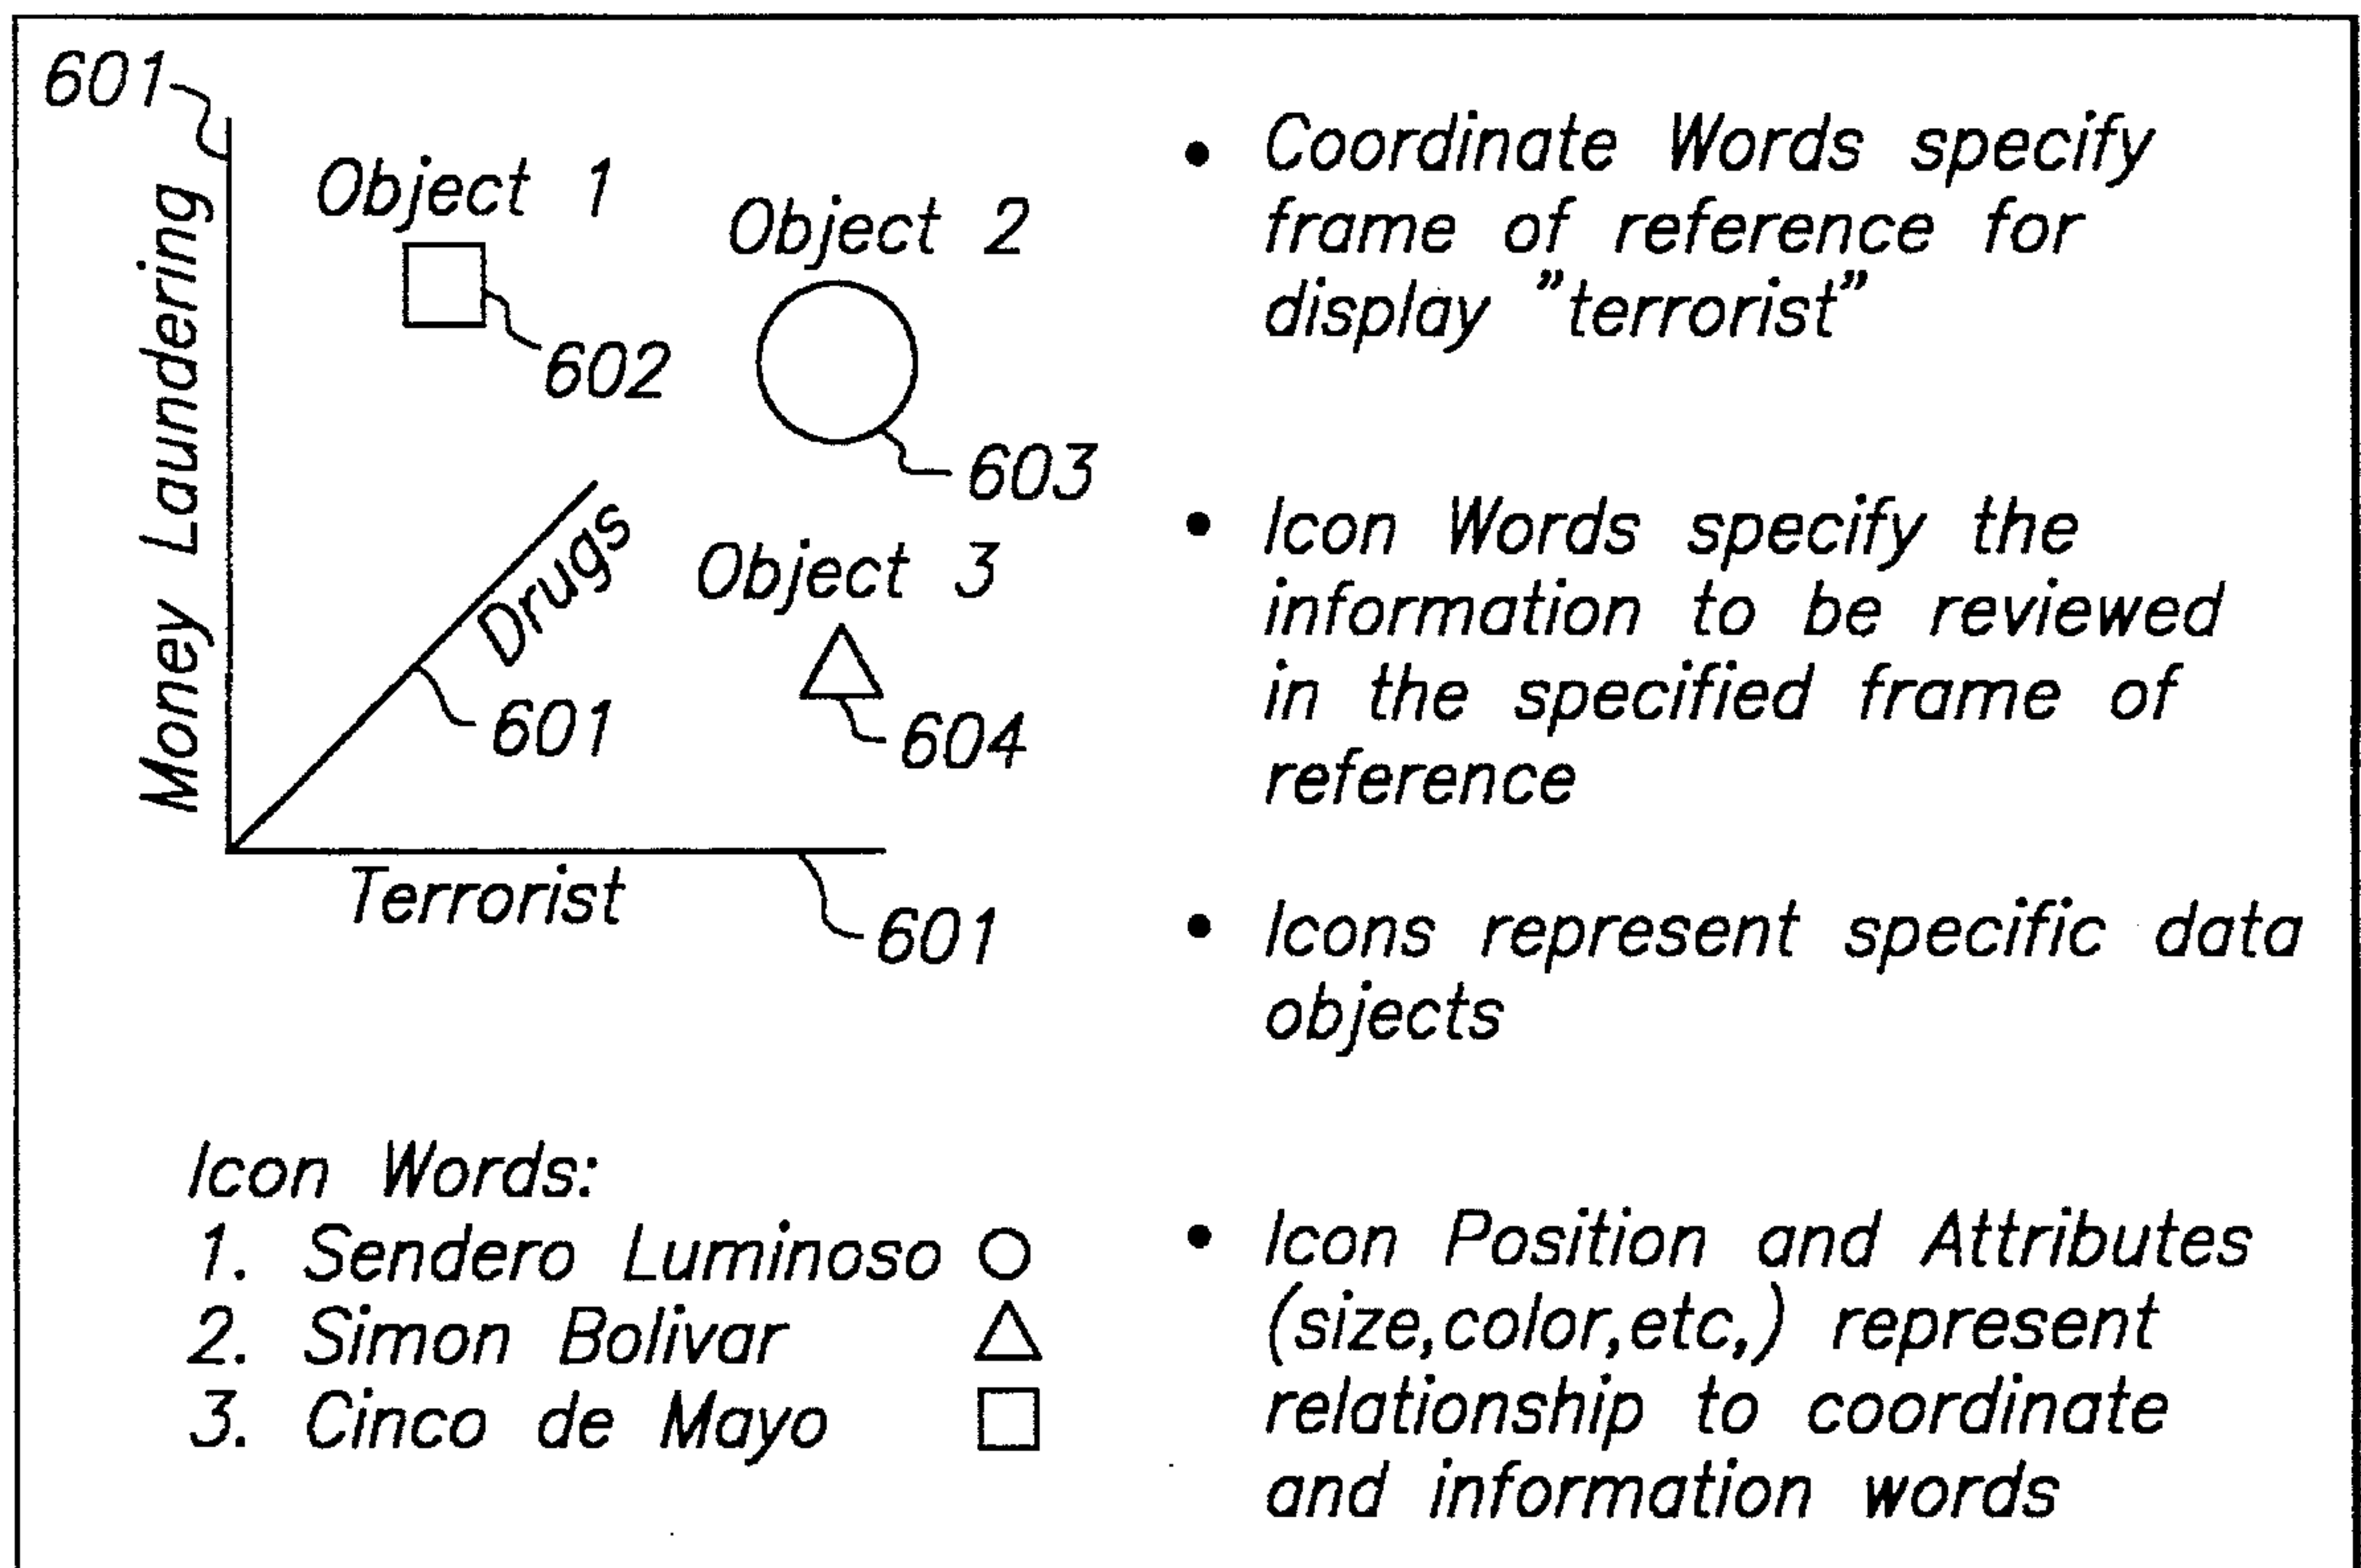 601
Money Laundering
Object 1
602
Object 2
603
Drugs
601
Object 3
604
Terrorist
601
Icon Words:
1. Sendero Luminoso
2. Simon Bolivar
3. Cinco de Mayo
• Coordinate Words specify
frame of reference for
display "terrorist"
• Icon Words specify the
information to be reviewed
in the specified frame of
reference
• Icons represent specific data
objects
• Icon Position and Attributes
(size,color,etc,) represent
relationship to coordinate
and information words